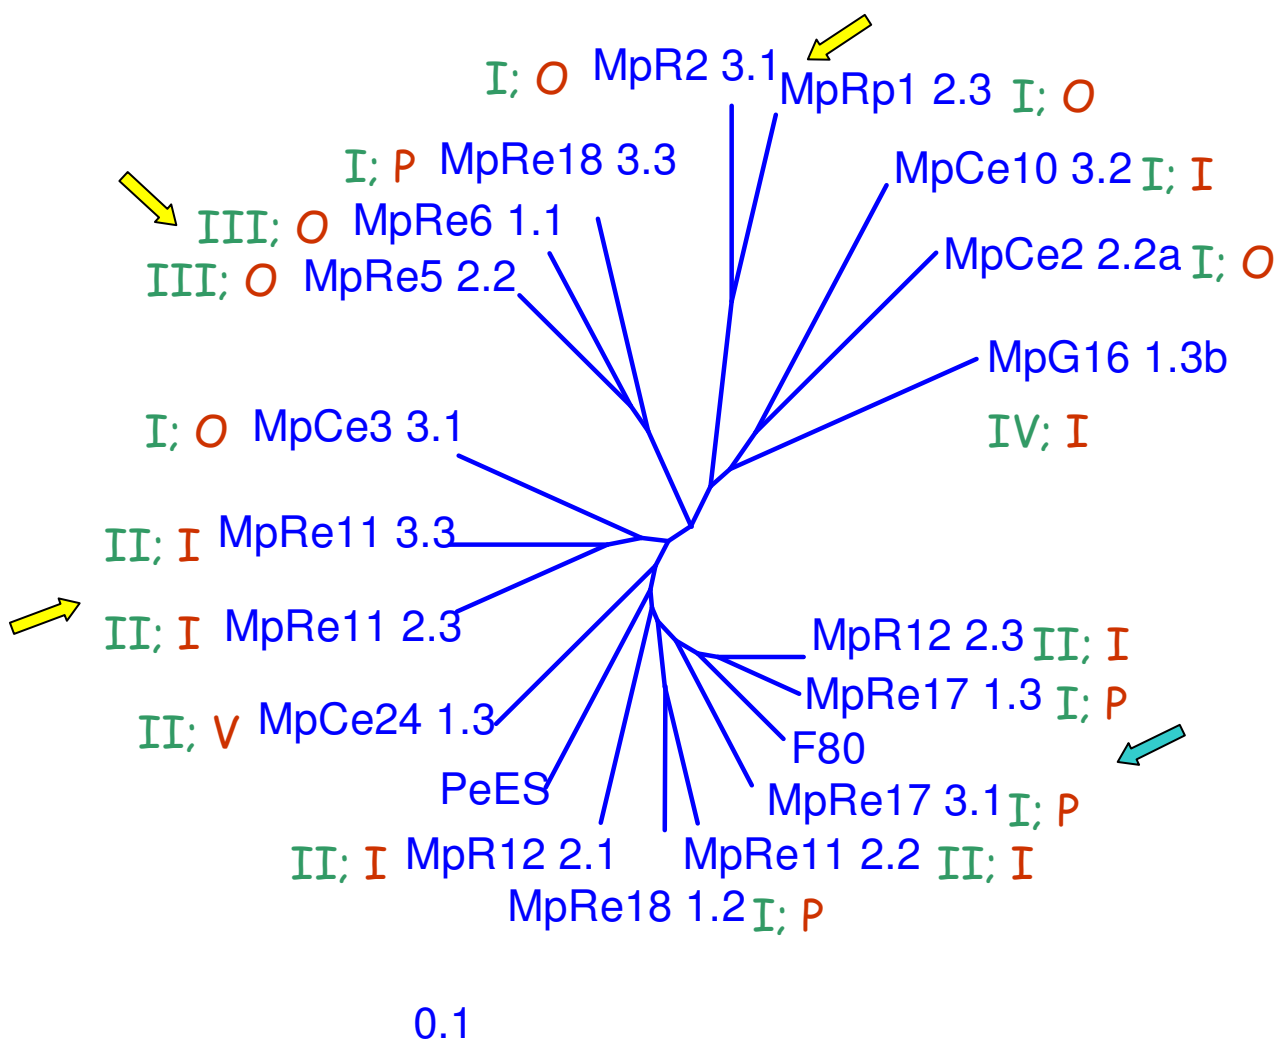 I; O MpR2 3.1
MpRp1 2.3 I; O
I; P MpRe18 3.3
MpCe10 3.2 I; I
III; O MpRe6 1.1
MpCe2 2.2a I; O
III; O MpRe5 2.2
MpG16 1.3b
IV; I
I; O MpCe3 3.1
II; I MpRe11 3.3
II; I MpRe11 2.3
MpR12 2.3 II; I
MpRe17 1.3 I; P
II; V MpCe24 1.3
F80
PeES
MpRe17 3.1 I; P
II; I MpR12 2.1
MpRe11 2.2 II; I
MpRe18 1.2 I; P
0.1